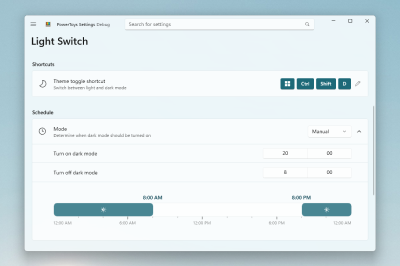 PowerToys Settings Debug
Search for settings
Light Switch
Shortcuts
Theme toggle shortcut
Switch between light and dark mode
Ctrl Shift D
Schedule
Mode
Determine when dark mode should be turned on
Manual
Turn on dark mode 20 00
Turn off dark mode 8 00
8:00 AM 8:00 PM
12:00 AM 6:00 AM 12:00 PM 6:00 PM 12:00 AM